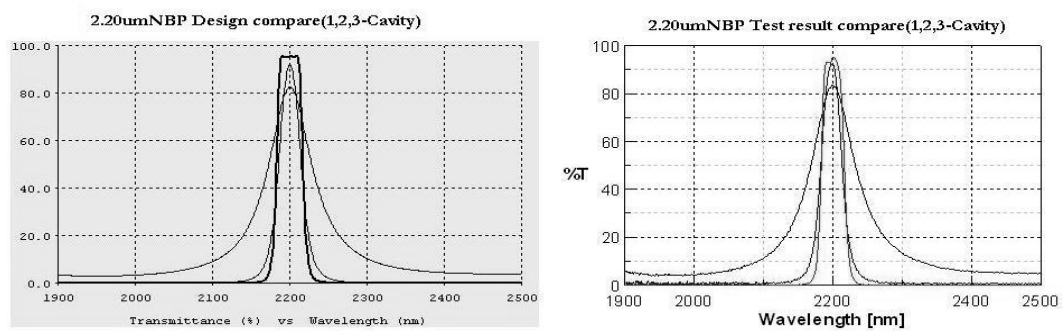 2.20umNBP Design compare(1,2,3-Cavity)
100.0
80.0
60.0
40.0
20.0
0.0
1900 2000 2100 2200 2300 2400 2500
Transmittance (%) vs Wavelength (nm)
2.20umNBP Test result compare(1,2,3-Cavity)
100
80
60
%T
40
20
0
1900 2000 2200 2400 2500
Wavelength [nm]